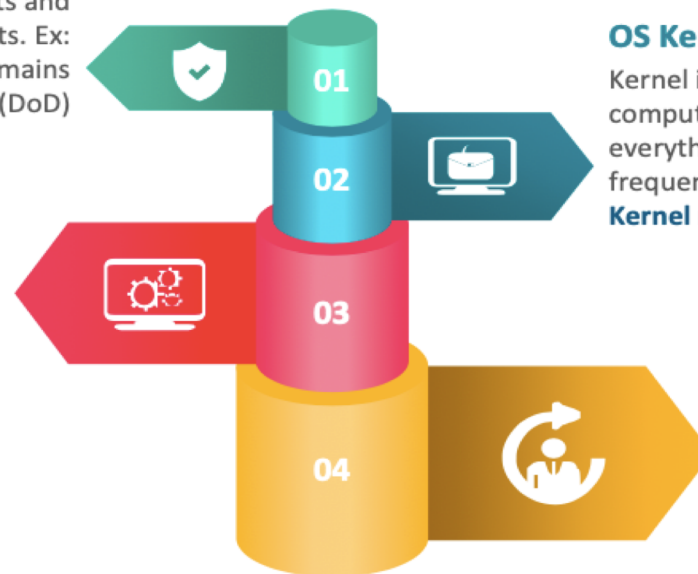 ts and
ts. Ex:
mains
(DoD)
01
OS Ke
Kernel i
comput
everyth
frequer
Kernel
02
03
04